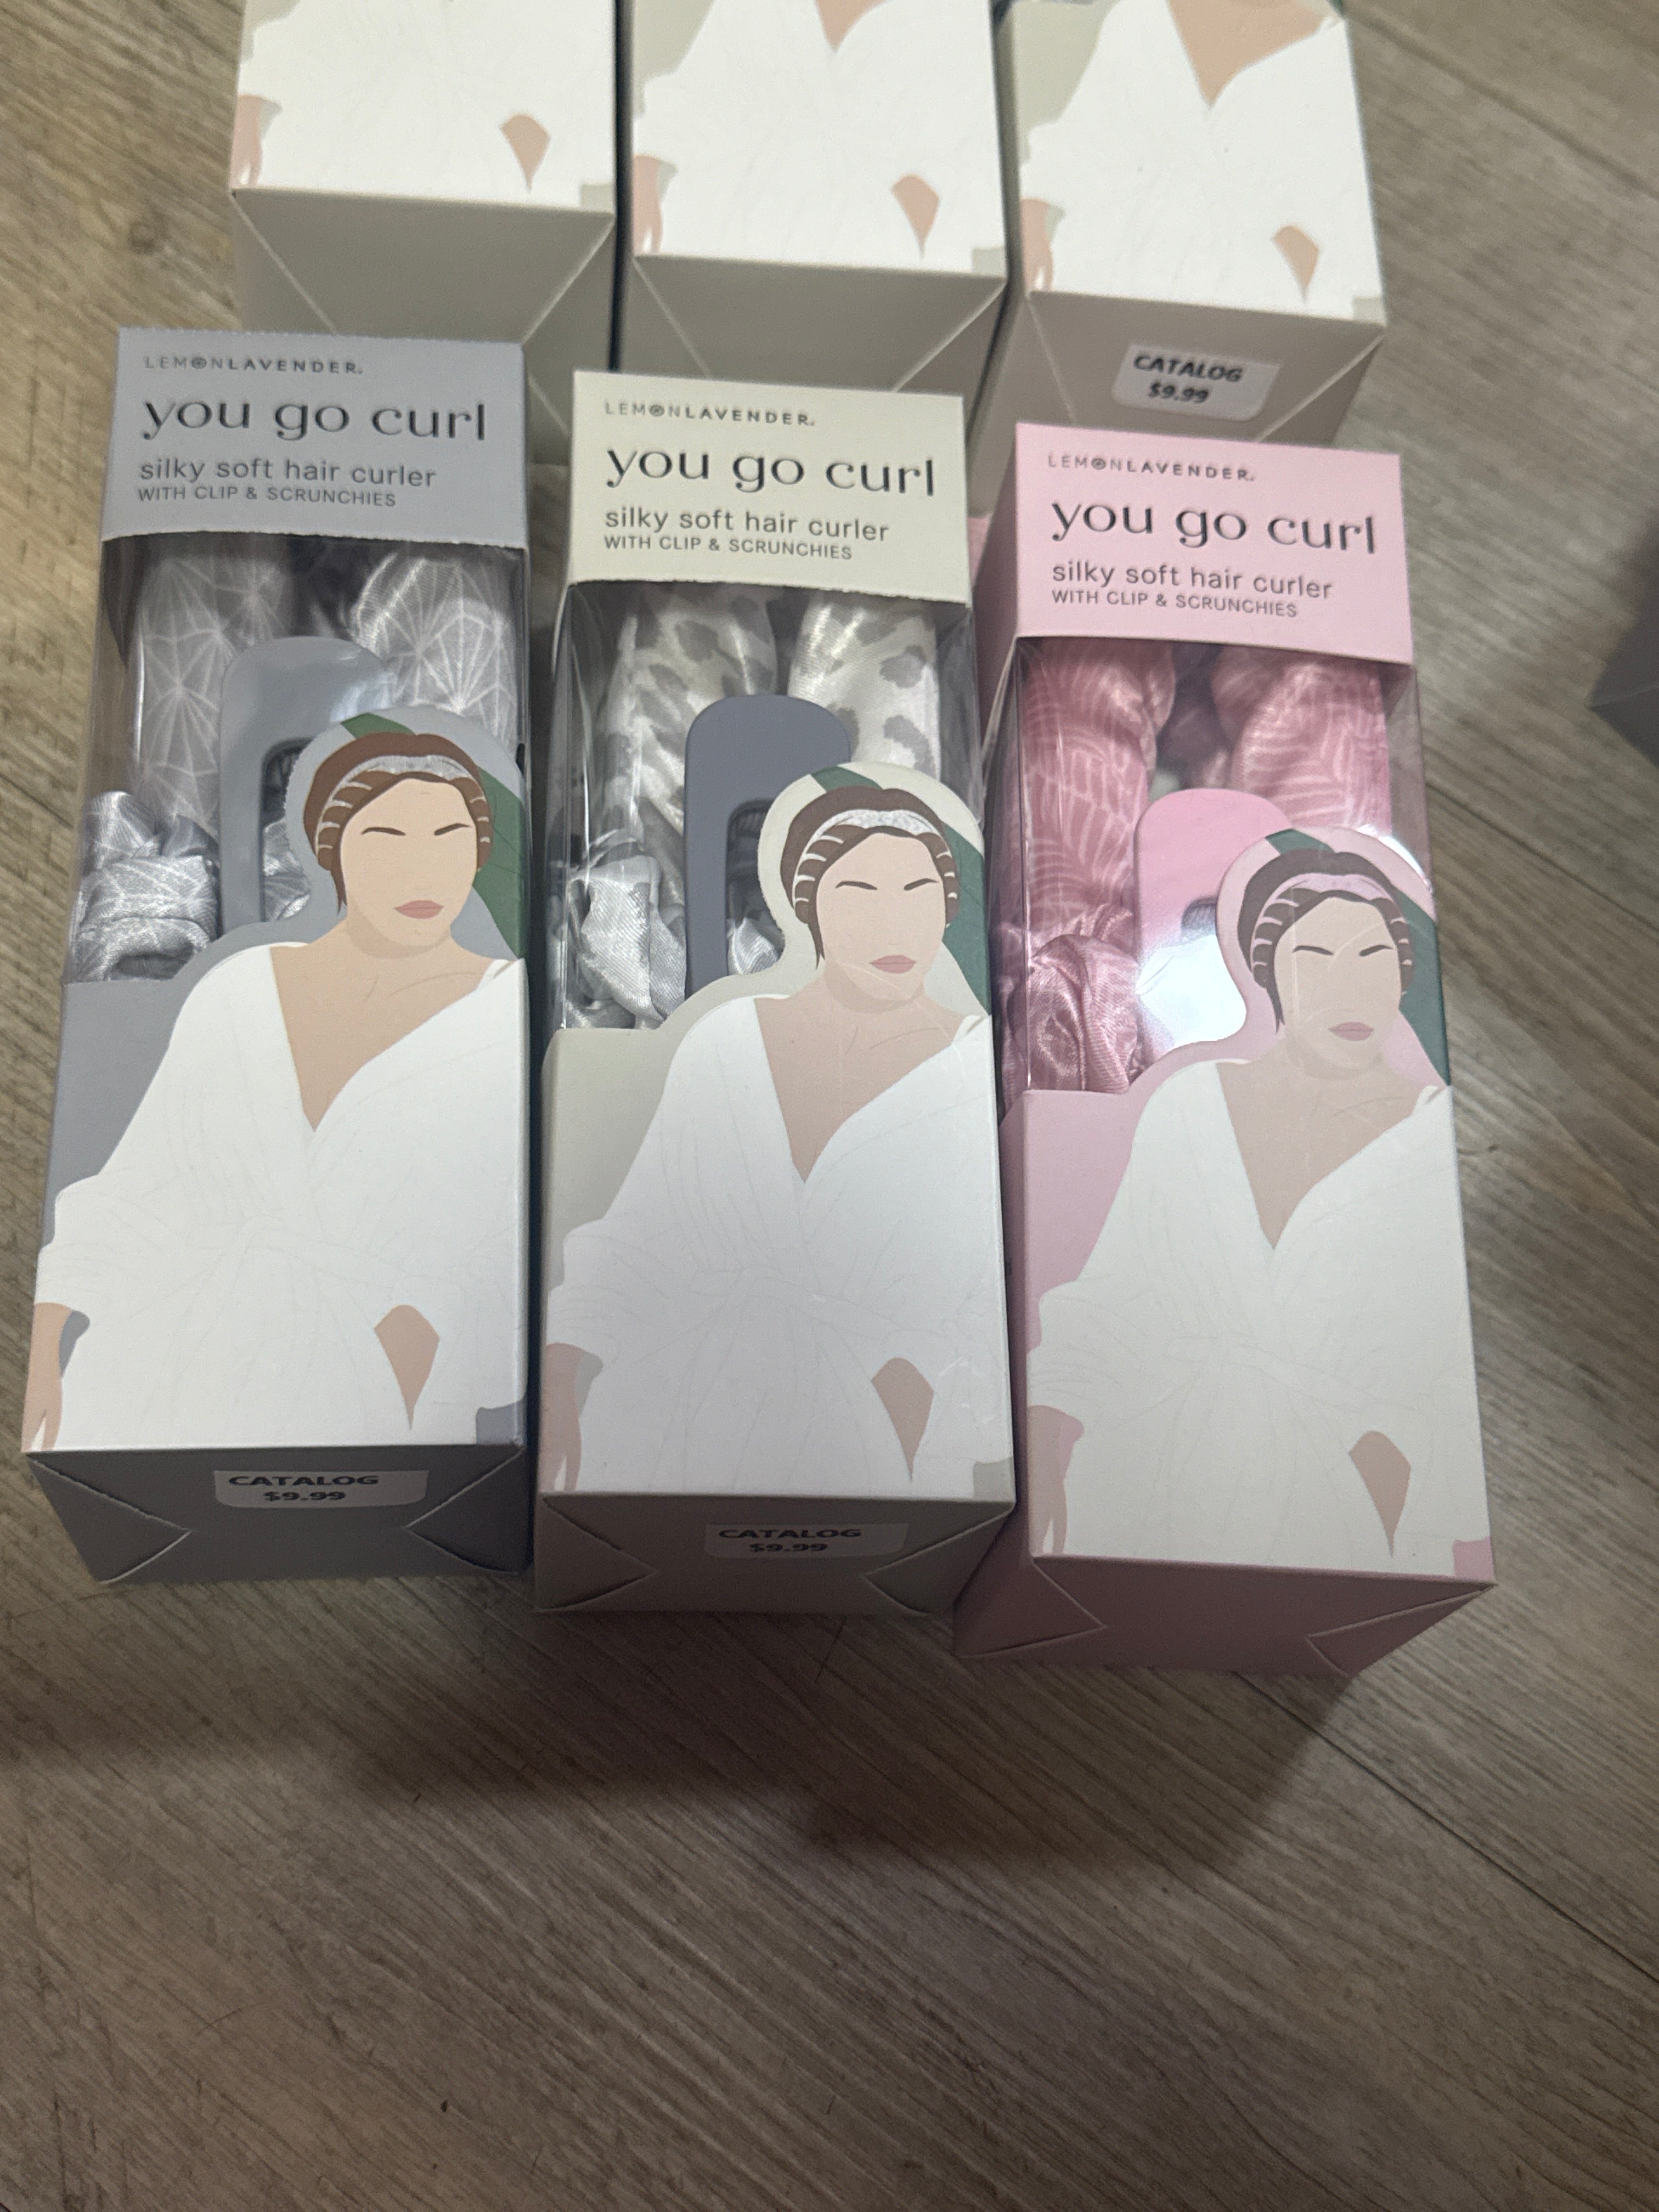 CATALOG
$9.99
LEMONLAVENDER.
you go curl
silky soft hair curler
WITH CLIP & SCRUNCHIES
CATALOG
$9.99
LEMONLAVENDER.
you go curl
silky soft hair curler
WITH CLIP & SCRUNCHIES
CATALOG
$9.99
LEMONLAVENDER.
you go curl
silky soft hair curler
WITH CLIP & SCRUNCHIES